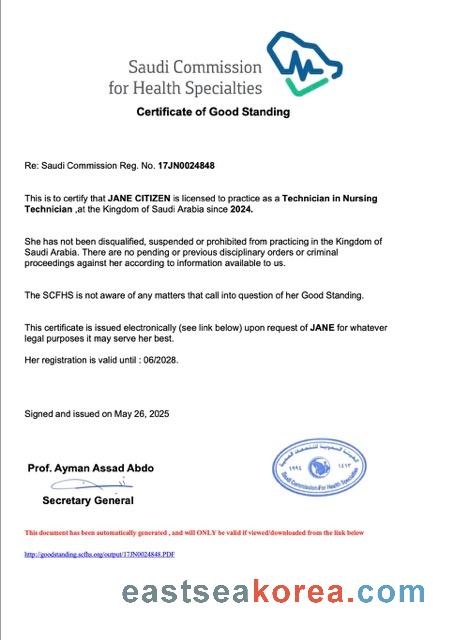 Saudi Commission
for Health Specialties
Certificate of Good Standing
Re: Saudi Commission Reg. No. 17JN0024848
This is to certify that JANE CITIZEN is licensed to practice as a Technician in Nursing
Technician ,at the Kingdom of Saudi Arabia since 2024.
She has not been disqualified, suspended or prohibited from practicing in the Kingdom of
Saudi Arabia. There are no pending or previous disciplinary orders or criminal
proceedings against her according to information available to us.
The SCFHS is not aware of any matters that call into question of her Good Standing.
This certificate is issued electronically (see link below) upon request of JANE for whatever
legal purposes it may serve her best.
Her registration is valid until : 06/2028.
Signed and issued on May 26, 2025
Prof. Ayman Assad Abdo
Secretary General
الهيئة السعودية للتخصصات الصحية
١٩٩٢ ١٤١٣
Saudi Commission For Health Specialties
This document has been automatically generated , and will ONLY be valid if viewed/downloaded from the link below
http://goodstanding.scfhs.org/output/17JN0024848.PDF
eastseakorea.com